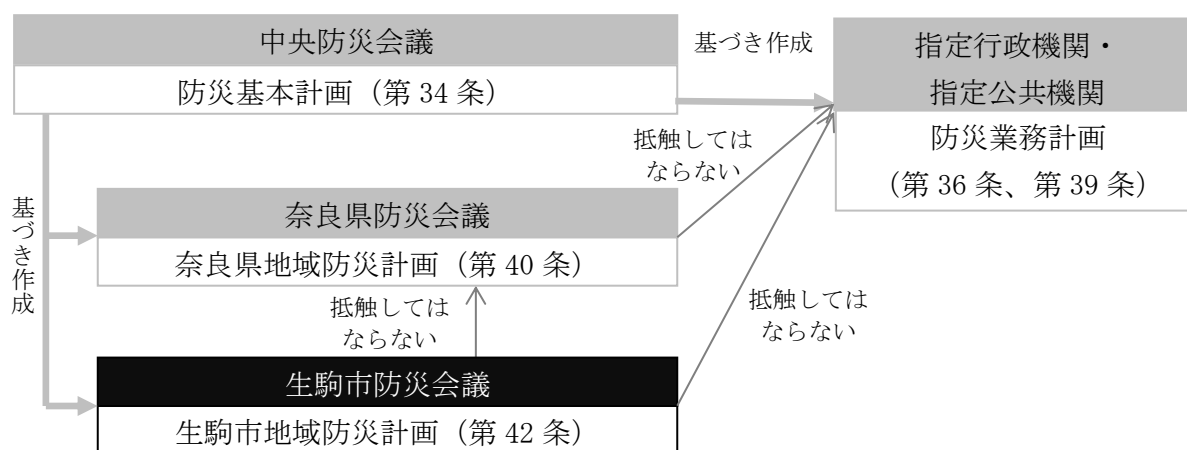 中央防災会議
防災基本計画（第 34 条）
基づき作成
指定行政機関・
指定公共機関
防災業務計画
（第 36 条、第 39 条）
抵触しては
ならない
基づき作成
奈良県防災会議
奈良県地域防災計画（第 40 条）
抵触しては
ならない
抵触しては
ならない
生駒市防災会議
生駒市地域防災計画（第 42 条）